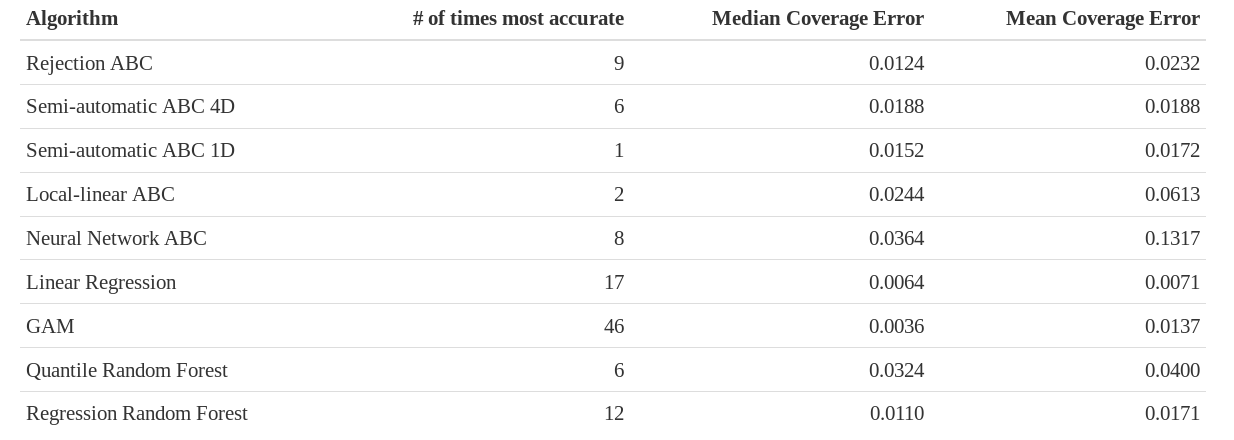 Algorithm # of times most accurate Median Coverage Error Mean Coverage Error
Rejection ABC 9 0.0124 0.0232
Semi-automatic ABC 4D 6 0.0188 0.0188
Semi-automatic ABC 1D 1 0.0152 0.0172
Local-linear ABC 2 0.0244 0.0613
Neural Network ABC 8 0.0364 0.1317
Linear Regression 17 0.0064 0.0071
GAM 46 0.0036 0.0137
Quantile Random Forest 6 0.0324 0.0400
Regression Random Forest 12 0.0110 0.0171